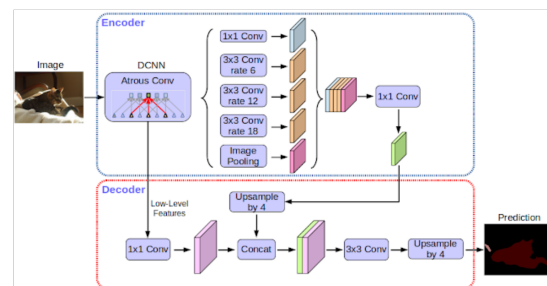 Encoder
Image
DCNN
Atrous Conv
1x1 Conv
3x3 Conv
rate 6
3x3 Conv
rate 12
3x3 Conv
rate 18
Image
Pooling
1x1 Conv
Decoder
Low-Level
Features
Upsample
by 4
1x1 Conv
Concat
3x3 Conv
Upsample
by 4
Prediction